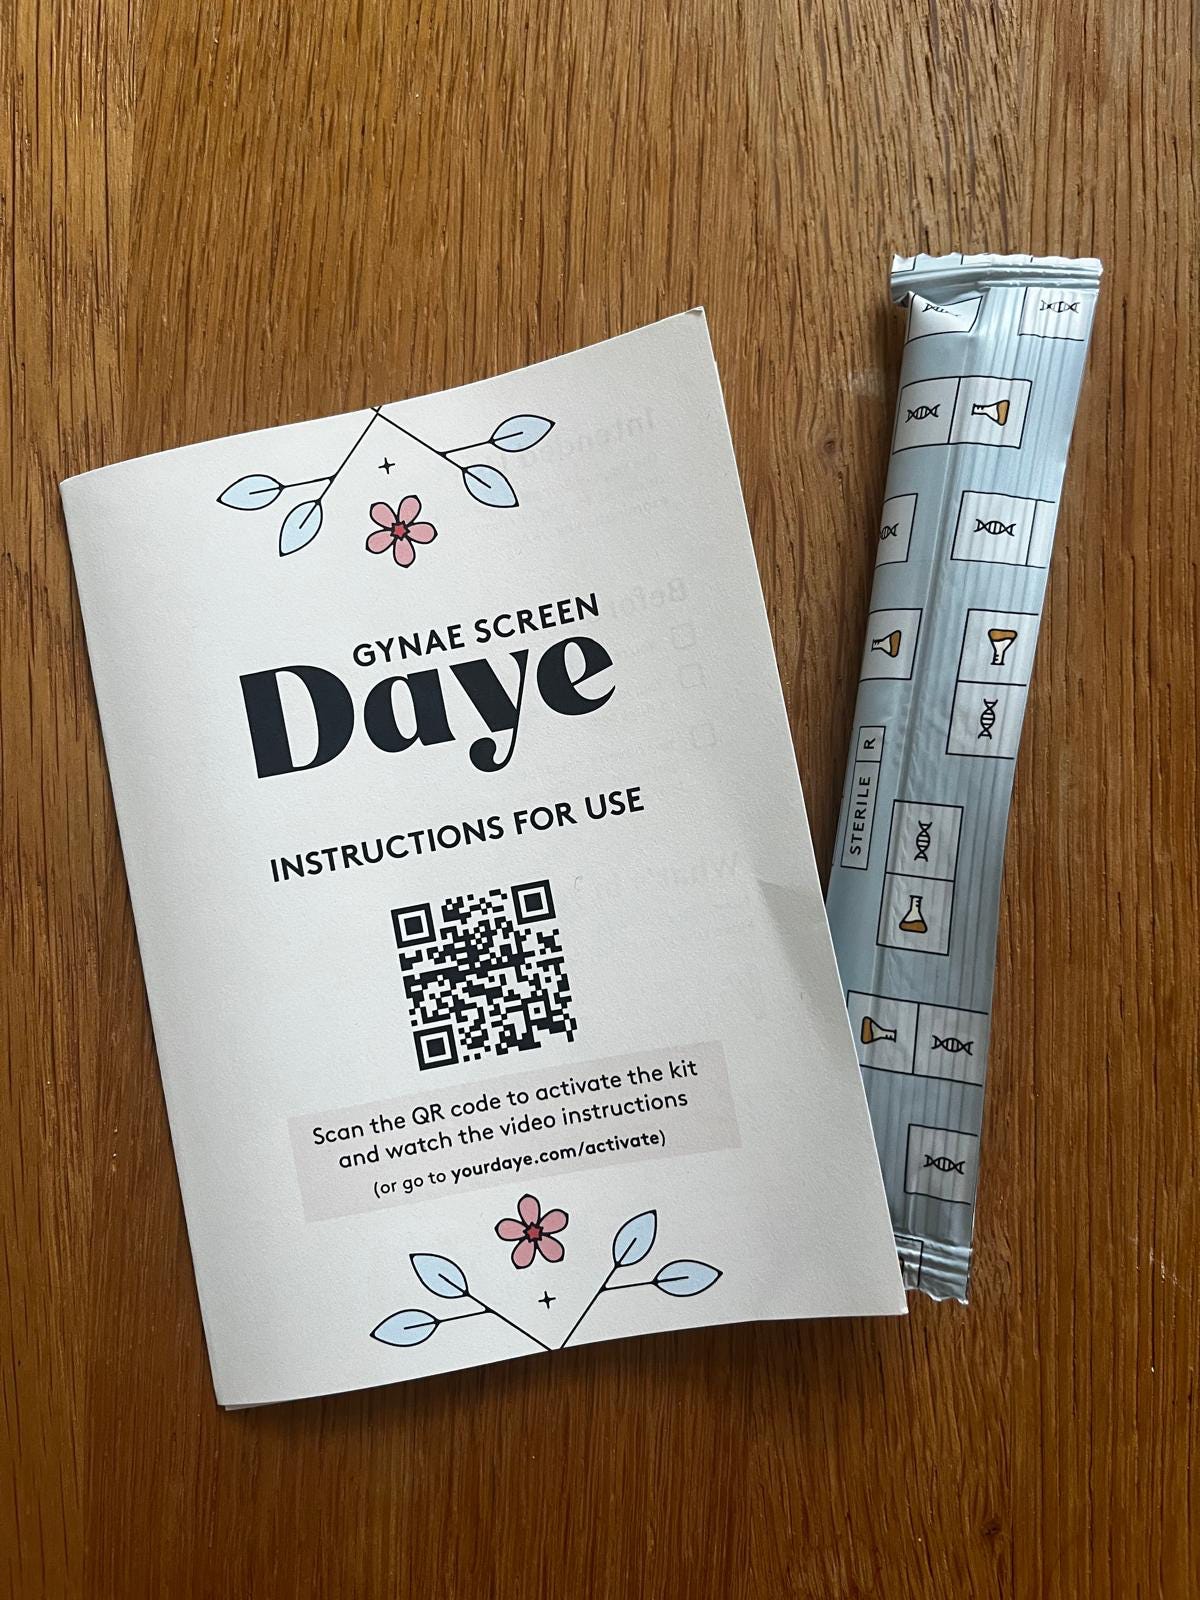 GYNAE SCREEN
Daye
INSTRUCTIONS FOR USE
Scan the QR code to activate the kit
and watch the video instructions
(or go to yourdaye.com/activate)
STERILE R